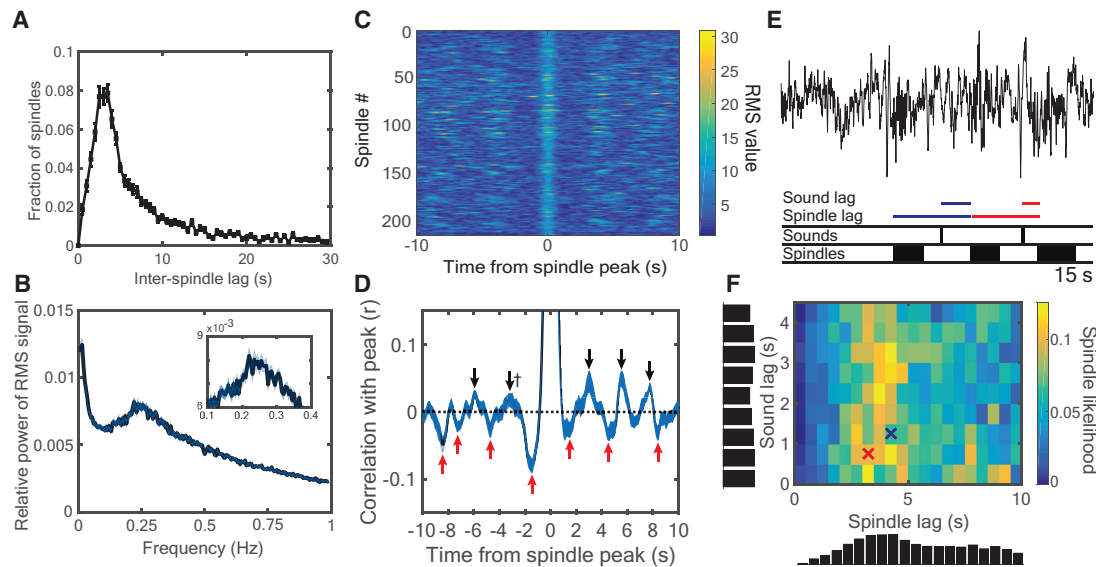 A
Fraction of spindles
0.1
0.08
0.06
0.04
0.02
0
0
10
20
30
Inter-spindle lag (s)
B
Relative power of RMS signal
0.015
0.010
0.005
0
0
0.25
0.5
0.75
1
Frequency (Hz)
9 x10⁻³
6
0.1
0.2
0.3
0.4
C
Spindle #
0
50
100
150
200
-10
0
10
Time from spindle peak (s)
30
25
20
15
10
5
RMS value
D
Correlation with peak (r)
0.1
0
-0.1
†
-10 -8 -6 -4 -2 0 2 4 6 8 10
Time from spindle peak (s)
E
Sound lag
Spindle lag
Sounds
Spindles
15 s
F
Sound lag (s)
4
3
2
1
0
0
5
10
Spindle lag (s)
0.1
0.05
0
Spindle likelihood